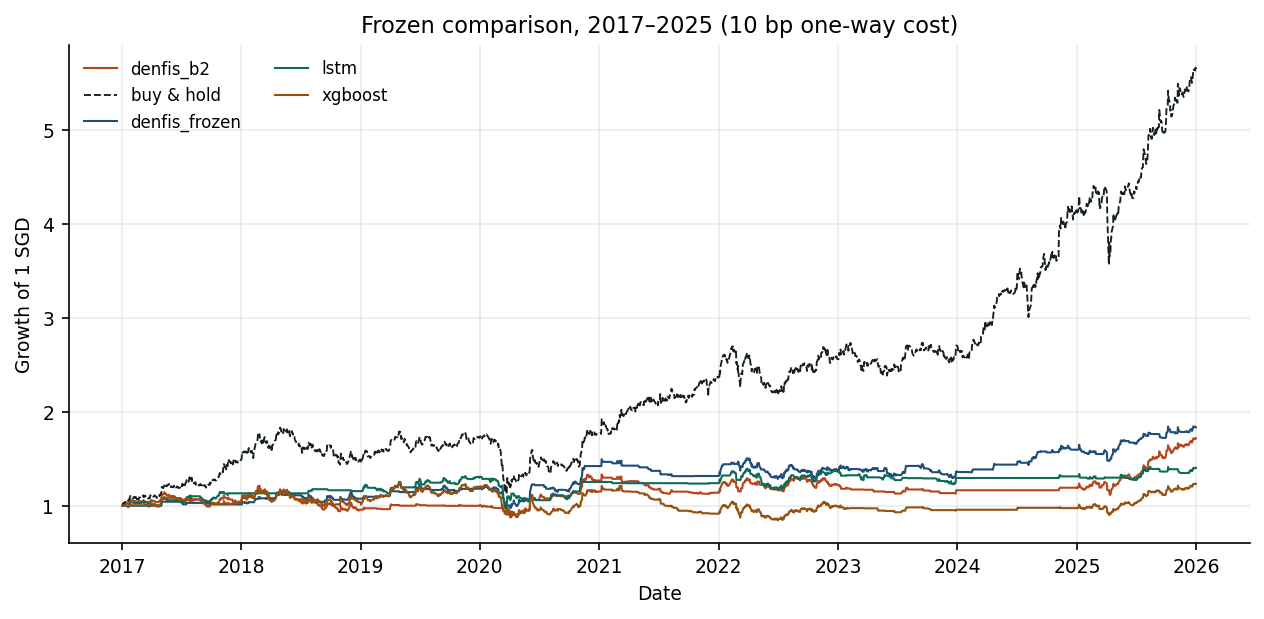 Frozen comparison, 2017–2025 (10 bp one-way cost)
denfis_b2
buy & hold
denfis_frozen
lstm
xgboost
Growth of 1 SGD
5
4
3
2
1
2017 2018 2019 2020 2021 2022 2023 2024 2025 2026
Date